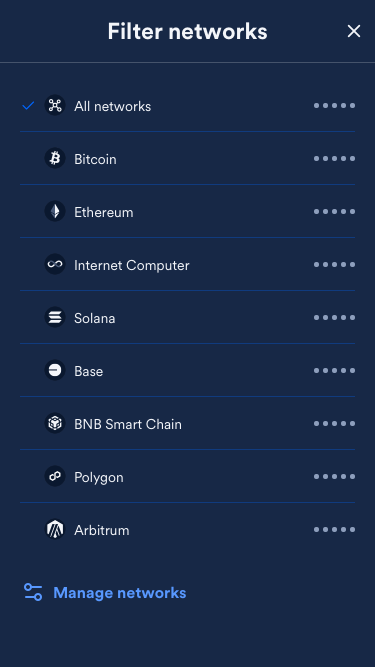 Filter networks
All networks
Bitcoin
Ethereum
Internet Computer
Solana
Base
BNB Smart Chain
Polygon
Arbitrum
Manage networks